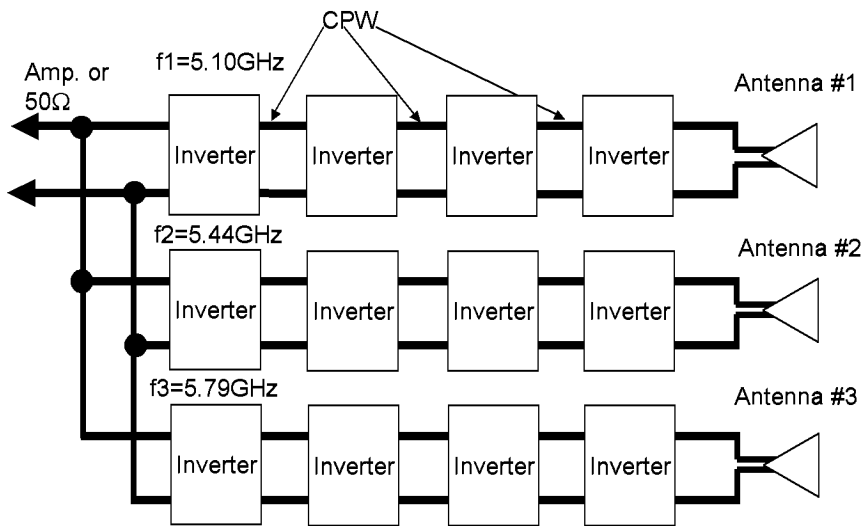 CPW
f1=5.10GHz
Amp. or
50Ω
Antenna #1
Inverter Inverter Inverter Inverter
f2=5.44GHz
Antenna #2
Inverter Inverter Inverter Inverter
f3=5.79GHz
Antenna #3
Inverter Inverter Inverter Inverter